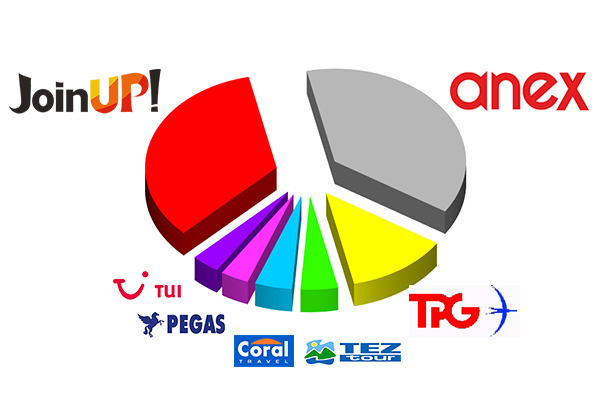 JoinUP!
anex
TUI
TPG
PEGAS
Coral
TRAVEL
TEZ
tour